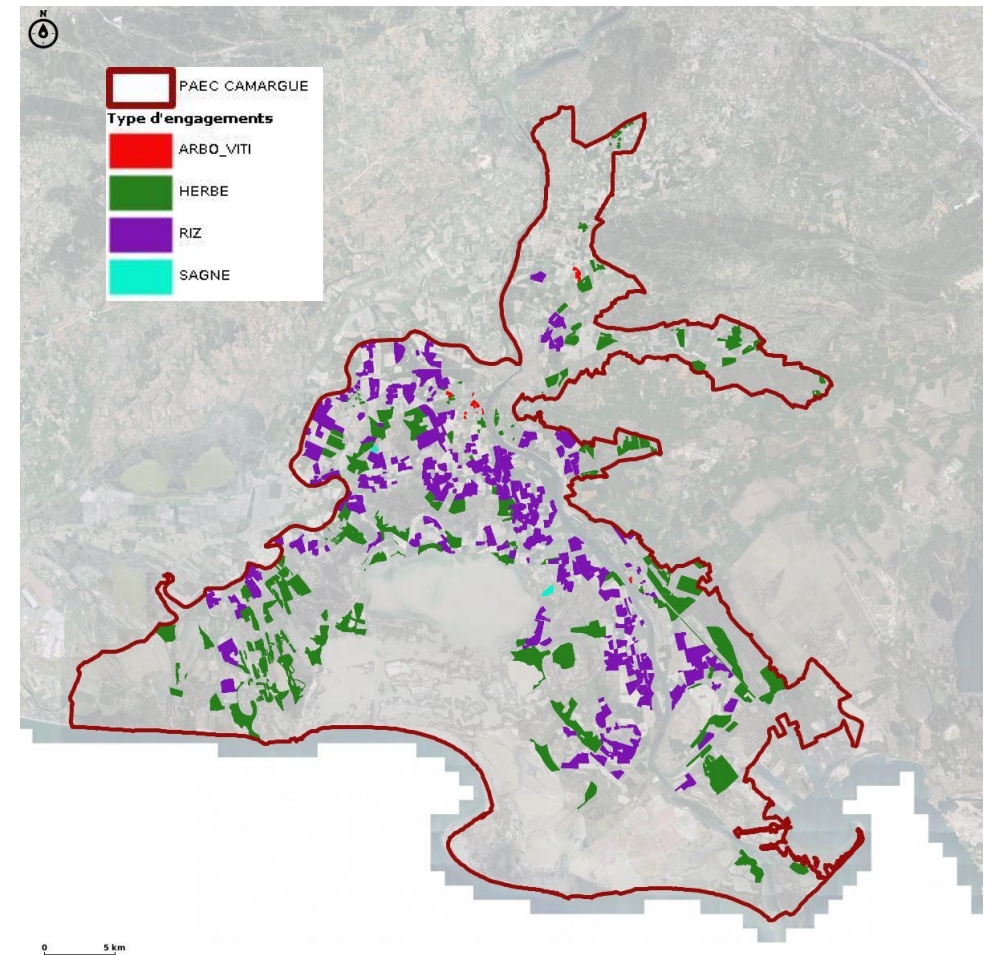 N
PAEC CAMARGUE
Type d'engagements
ARBO_VITI
HERBE
RIZ
SAGNE
0 5 km